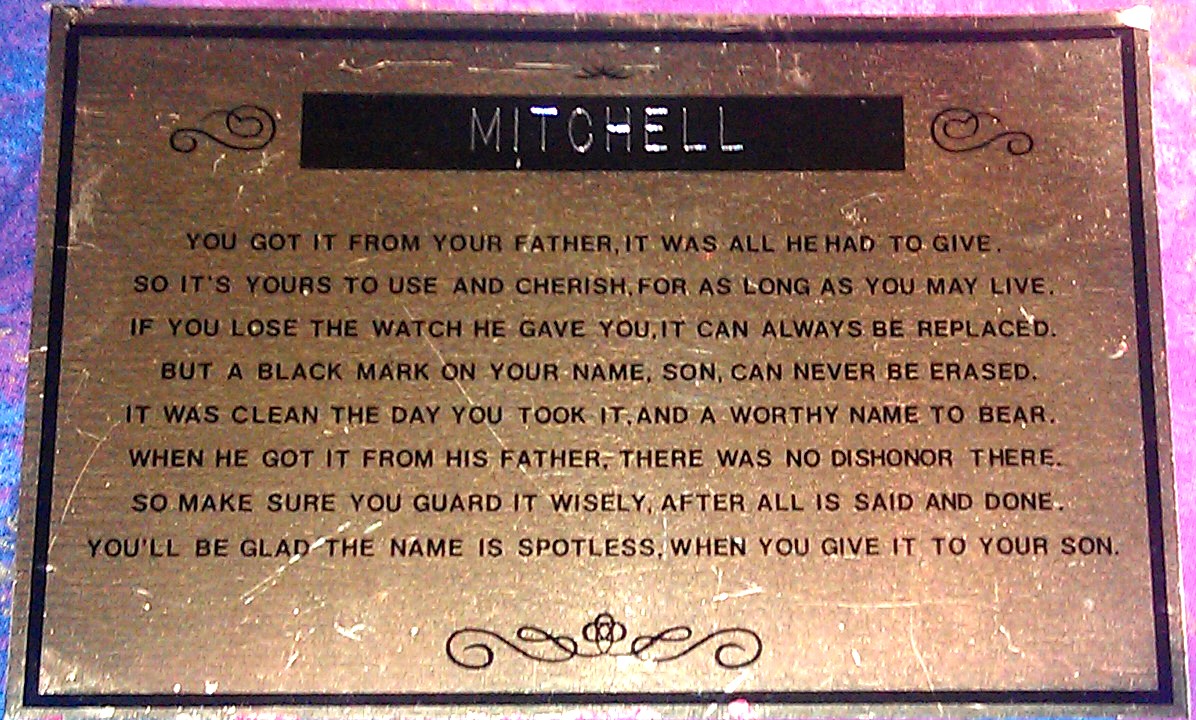 MITCHELL
YOU GOT IT FROM YOUR FATHER, IT WAS ALL HE HAD TO GIVE.
SO IT'S YOURS TO USE AND CHERISH, FOR AS LONG AS YOU MAY LIVE.
IF YOU LOSE THE WATCH HE GAVE YOU, IT CAN ALWAYS BE REPLACED.
BUT A BLACK MARK ON YOUR NAME, SON, CAN NEVER BE ERASED.
IT WAS CLEAN THE DAY YOU TOOK IT, AND A WORTHY NAME TO BEAR.
WHEN HE GOT IT FROM HIS FATHER, THERE WAS NO DISHONOR THERE.
SO MAKE SURE YOU GUARD IT WISELY, AFTER ALL IS SAID AND DONE.
YOU'LL BE GLAD THE NAME IS SPOTLESS, WHEN YOU GIVE IT TO YOUR SON.